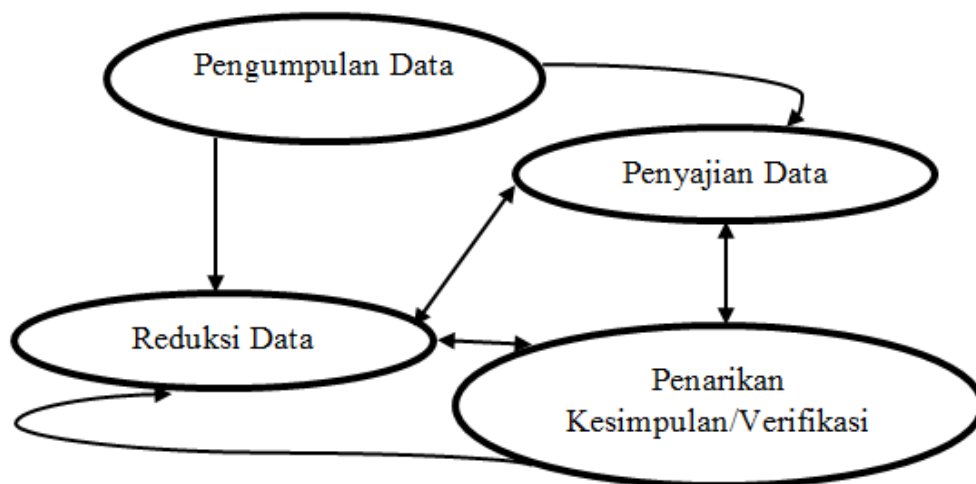 Pengumpulan Data
Penyajian Data
Reduksi Data
Penarikan
Kesimpulan/Verifikasi